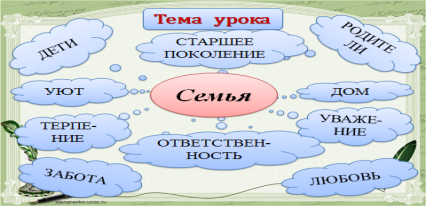 Тема урока
ДЕТИ
СТАРШЕЕ
ПОКОЛЕНИЕ
РОДИТЕ
ЛИ
УЮТ
Семья
ДОМ
ТЕРПЕ-
НИЕ
УВАЖЕ-
НИЕ
ОТВЕТСТВЕН-
НОСТЬ
ЗАБОТА
ЛЮБОВЬ